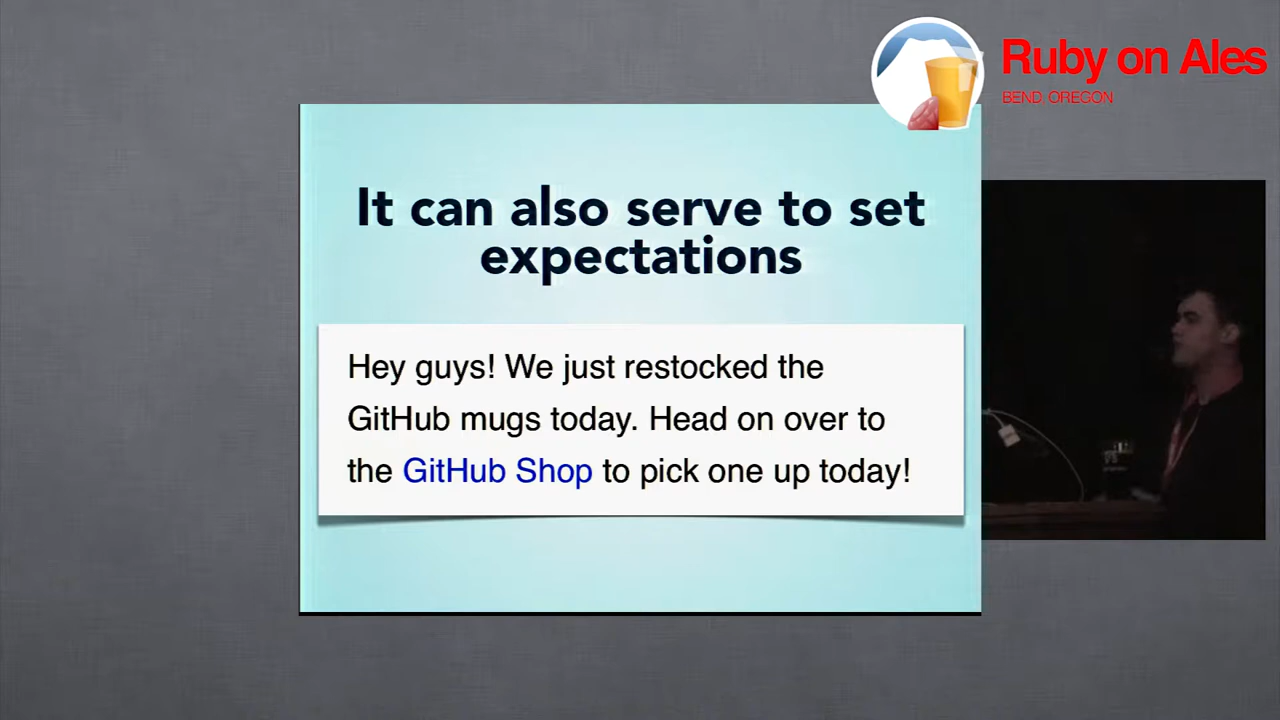 Ruby on Ales
BEND OREGON
It can also serve to set
expectations
Hey guys! We just restocked the
GitHub mugs today. Head on over to
the GitHub Shop to pick one up today!